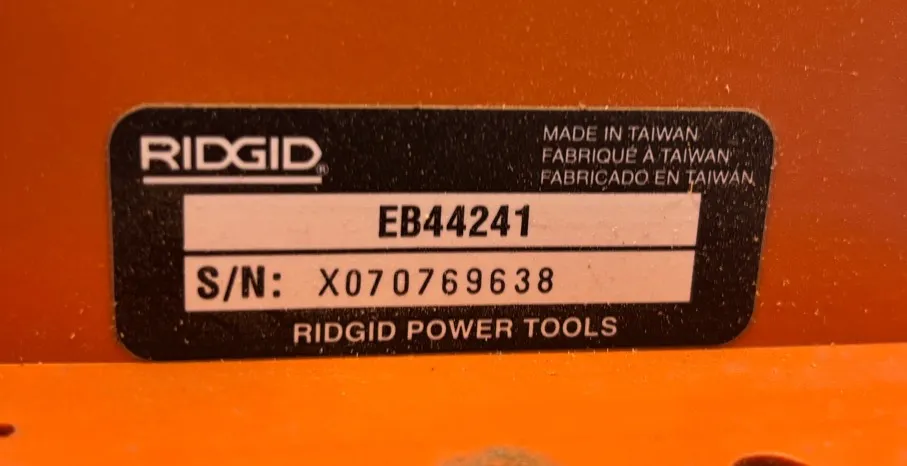 RIDGID®
MADE IN TAIWAN
FABRIQUÉ À TAIWAN
FABRICADO EN TAIWAN
EB44241
S/N: X070769638
RIDGID POWER TOOLS